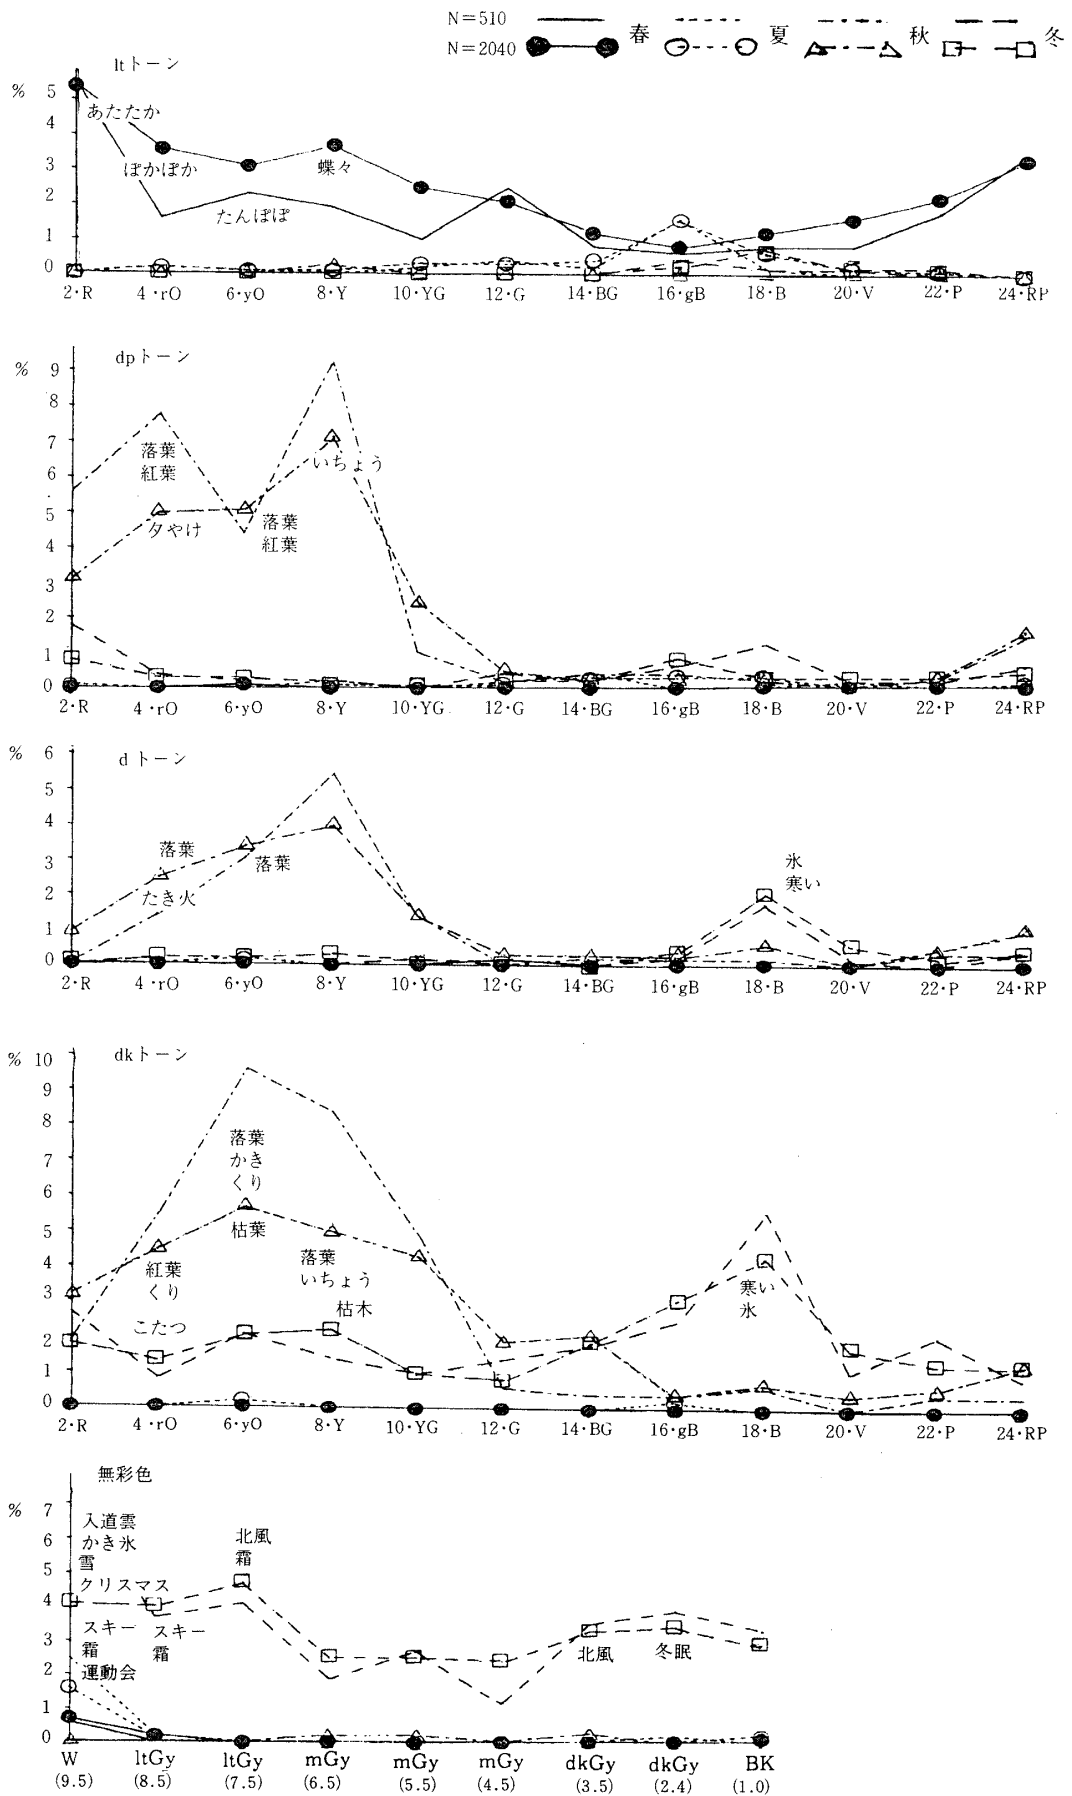 N＝510 春 夏 秋 冬
N＝2040
ltトーン
% 5
4
3
2
1
0
あたたか
ぽかぽか
蝶々
たんぽぽ
2・R 4・rO 6・yO 8・Y 10・YG 12・G 14・BG 16・gB 18・B 20・V 22・P 24・RP
dpトーン
% 9
8
7
6
5
4
3
2
1
0
落葉
紅葉
いちょう
夕やけ
落葉
紅葉
2・R 4・rO 6・yO 8・Y 10・YG 12・G 14・BG 16・gB 18・B 20・V 22・P 24・RP
% 6
dトーン
5
4
3
2
1
0
落葉
落葉
たき火
氷
寒い
2・R 4・rO 6・yO 8・Y 10・YG 12・G 14・BG 16・gB 18・B 20・V 22・P 24・RP
% 10
dkトーン
9
8
7
6
5
4
3
2
1
0
落葉
かき
くり
枯葉
紅葉
くり
落葉
いちょう
枯木
こたつ
寒い
氷
2・R 4・rO 6・yO 8・Y 10・YG 12・G 14・BG 16・gB 18・B 20・V 22・P 24・RP
無彩色
% 7
6
5
4
3
2
1
0
入道雲
かき氷
雪
クリスマス
スキー
霜
運動会
スキー
霜
北風
霜
北風
冬眠
W ltGy ltGy mGy mGy mGy dkGy dkGy BK
(9.5) (8.5) (7.5) (6.5) (5.5) (4.5) (3.5) (2.4) (1.0)